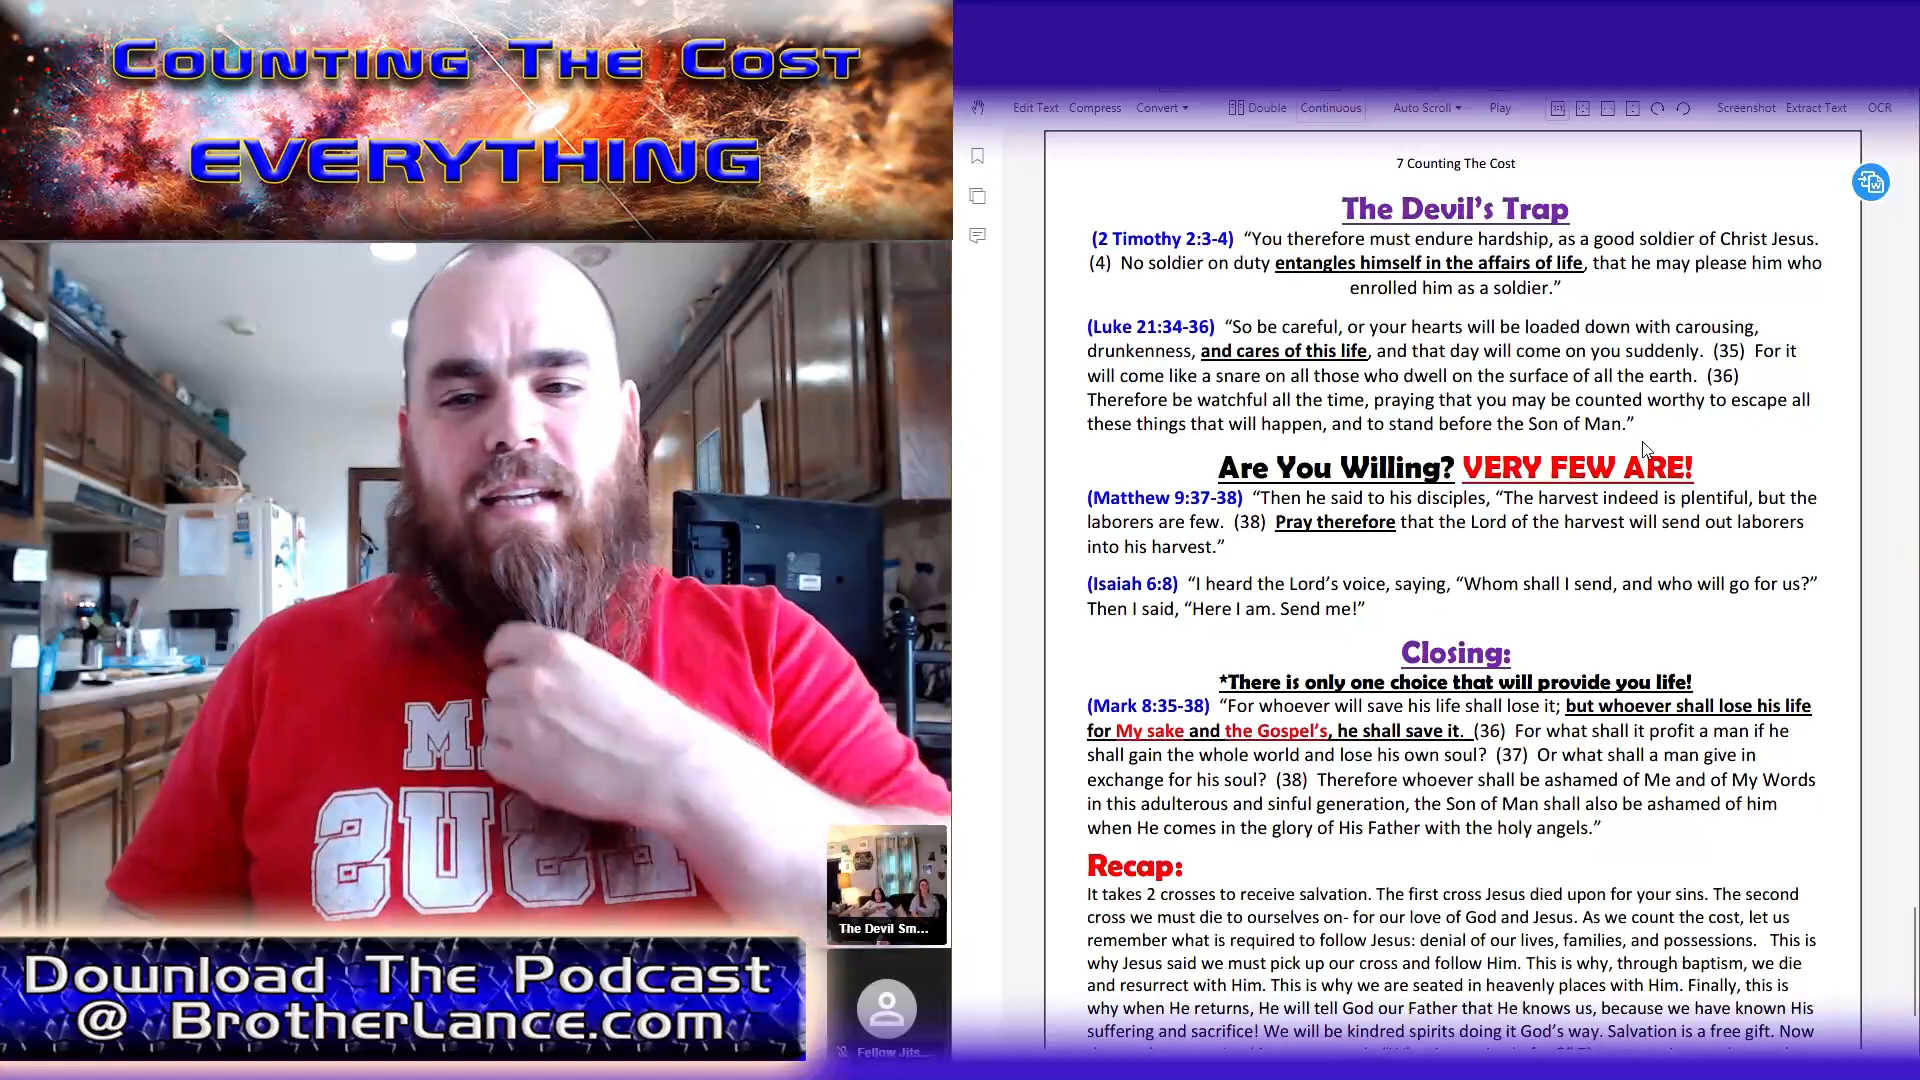 Counting The Cost
EVERYTHING
Edit Text Compress Convert Double Continuous Auto Scroll Play Screenshot Extract Text OCR
7 Counting The Cost
The Devil's Trap
(2 Timothy 2:3-4) “You therefore must endure hardship, as a good soldier of Christ Jesus.
(4) No soldier on duty entangles himself in the affairs of life, that he may please him who
enrolled him as a soldier.”
(Luke 21:34-36) “So be careful, or your hearts will be loaded down with carousing,
drunkenness, and cares of this life, and that day will come on you suddenly. (35) For it
will come like a snare on all those who dwell on the surface of all the earth. (36)
Therefore be watchful all the time, praying that you may be counted worthy to escape all
these things that will happen, and to stand before the Son of Man.”
Are You Willing? VERY FEW ARE!
(Matthew 9:37-38) “Then he said to his disciples, “The harvest indeed is plentiful, but the
laborers are few. (38) Pray therefore that the Lord of the harvest will send out laborers
into his harvest.”
(Isaiah 6:8) “I heard the Lord’s voice, saying, “Whom shall I send, and who will go for us?”
Then I said, “Here I am. Send me!”
Closing:
*There is only one choice that will provide you life!
(Mark 8:35-38) “For whoever will save his life shall lose it; but whoever shall lose his life
for My sake and the Gospel’s, he shall save it. (36) For what shall it profit a man if he
shall gain the whole world and lose his own soul? (37) Or what shall a man give in
exchange for his soul? (38) Therefore whoever shall be ashamed of Me and of My Words
in this adulterous and sinful generation, the Son of Man shall also be ashamed of him
when He comes in the glory of His Father with the holy angels.”
Recap:
It takes 2 crosses to receive salvation. The first cross Jesus died upon for your sins. The second
cross we must die to ourselves on- for our love of God and Jesus. As we count the cost, let us
remember what is required to follow Jesus: denial of our lives, families, and possessions. This is
why Jesus said we must pick up our cross and follow Him. This is why, through baptism, we die
and resurrect with Him. This is why we are seated in heavenly places with Him. Finally, this is
why when He returns, He will tell God our Father that He knows us, because we have known His
suffering and sacrifice! We will be kindred spirits doing it God’s way. Salvation is a free gift. Now
The Devil Sm...
Fellow Jits...
Download The Podcast
@ BrotherLance.com